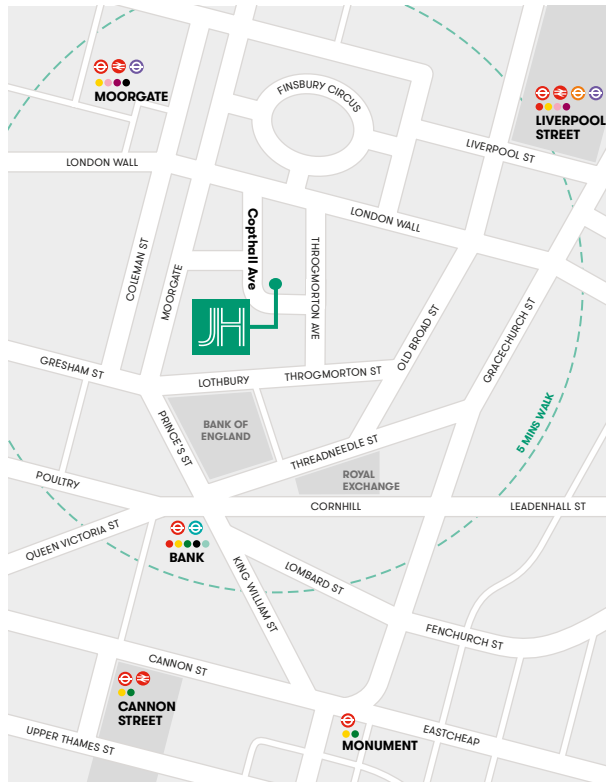 MOORGATE
FINSBURY CIRCUS
LIVERPOOL
STREET
LIVERPOOL ST
LONDON WALL
LONDON WALL
Copthall Ave
THROGMORTON AVE
COLEMAN ST
MOORGATE
JH
OLD BROAD ST
GRACECHURCH ST
GRESHAM ST
LOTHBURY
THROGMORTON ST
PRINCE'S ST
BANK OF
ENGLAND
THREADNEEDLE ST
5 MINS WALK
ROYAL
EXCHANGE
POULTRY
CORNHILL
LEADENHALL ST
QUEEN VICTORIA ST
BANK
KING WILLIAM ST
LOMBARD ST
FENCHURCH ST
CANNON ST
CANNON
STREET
MONUMENT
EASTCHEAP
UPPER THAMES ST